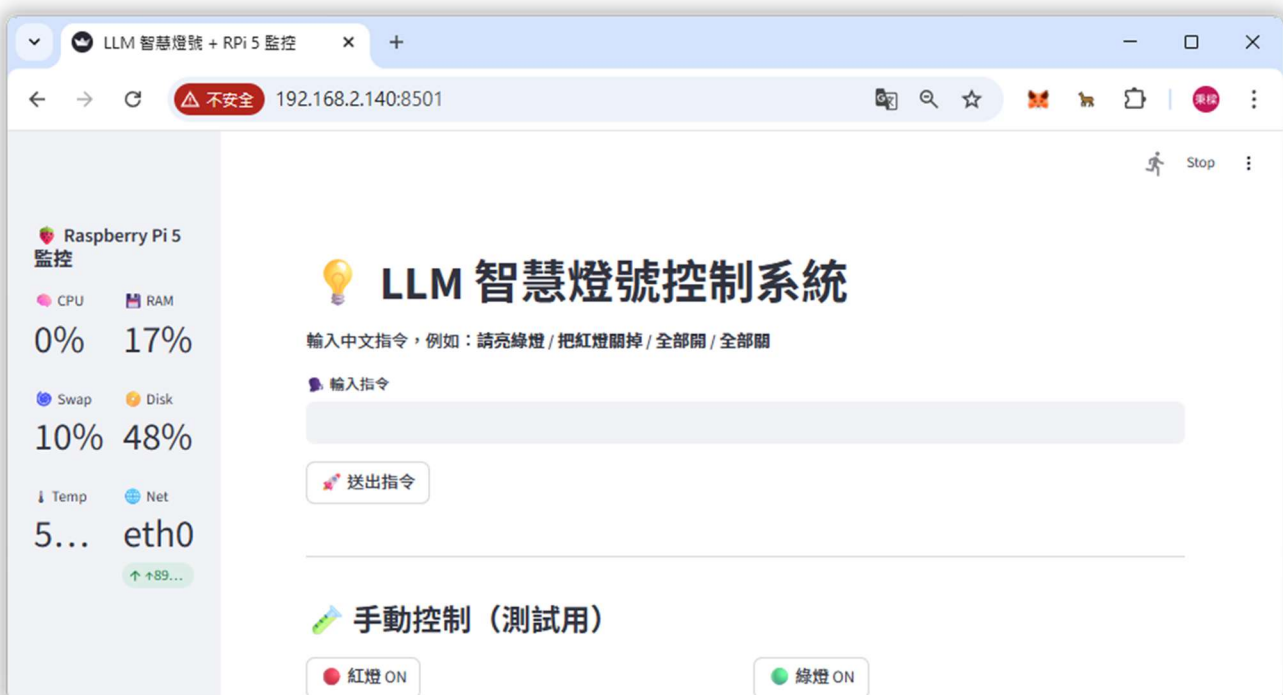 LLM 智慧燈號 + RPi 5 監控
不安全 192.168.2.140:8501
秉樑
Stop
Raspberry Pi 5
監控
CPU RAM
0% 17%
Swap Disk
10% 48%
Temp Net
5... eth0
↑ ↑89...
LLM 智慧燈號控制系統
輸入中文指令，例如：請亮綠燈 / 把紅燈關掉 / 全部開 / 全部關
輸入指令
送出指令
手動控制（測試用）
紅燈 ON 綠燈 ON